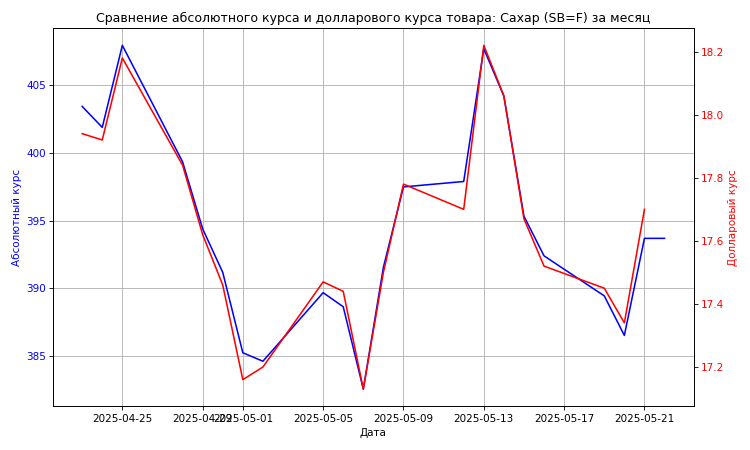 Сравнение абсолютного курса и долларового курса товара: Сахар (SB=F) за месяц
Абсолютный курс
405
400
395
390
385
18.2
18.0
17.8
17.6
17.4
17.2
Долларовый курс
2025-04-25 2025-04-29 2025-05-01 2025-05-05 2025-05-09 2025-05-13 2025-05-17 2025-05-21
Дата